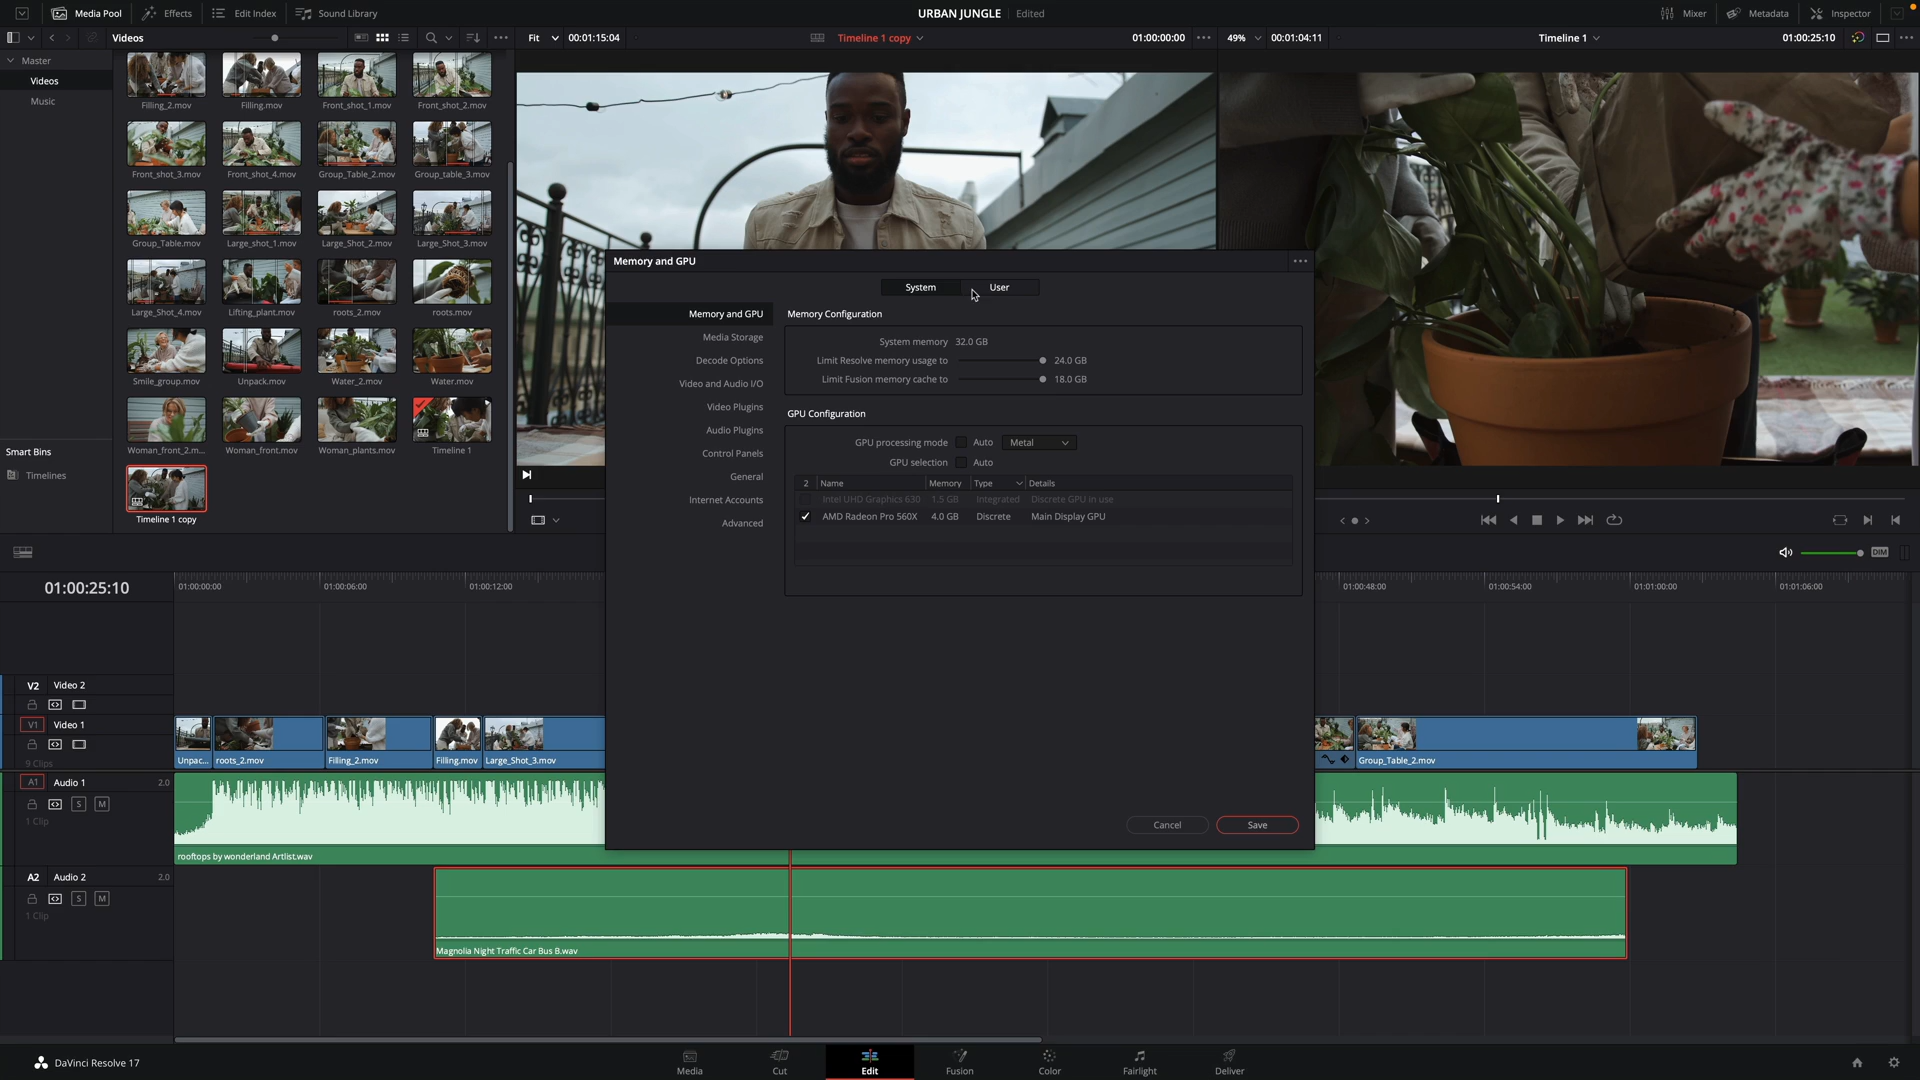 Media Pool
Effects
Edit Index
Sound Library
URBAN JUNGLE
Edited
Mixer
Metadata
Inspector
Videos
Fit
00:01:15:04
Timeline 1 copy
01:00:00:00
49%
00:01:04:11
Timeline 1
01:00:25:10
Master
Videos
Music
Filling_2.mov
Filling.mov
Front_shot_1.mov
Front_shot_2.mov
Front_shot_3.mov
Front_shot_4.mov
Group_Table_2.mov
Group_table_3.mov
Group_Table.mov
Large_shot_1.mov
Large_Shot_2.mov
Large_Shot_3.mov
Large_Shot_4.mov
Lifting_plant.mov
roots_2.mov
roots.mov
Smile_group.mov
Unpack.mov
Water_2.mov
Water.mov
Woman_front_2.m...
Woman_front.mov
Woman_plants.mov
Timeline 1
Timeline 1 copy
Smart Bins
Timelines
Memory and GPU
System
User
Memory and GPU
Media Storage
Decode Options
Video and Audio I/O
Video Plugins
Audio Plugins
Control Panels
General
Internet Accounts
Advanced
Memory Configuration
System memory 32.0 GB
Limit Resolve memory usage to 24.0 GB
Limit Fusion memory cache to 18.0 GB
GPU Configuration
GPU processing mode Auto Metal
GPU selection Auto
2 Name Memory Type Details
Intel UHD Graphics 630 1.5 GB Integrated Discrete GPU in use
AMD Radeon Pro 560X 4.0 GB Discrete Main Display GPU
Cancel
Save
DIM
01:00:25:10
01:00:00:00
01:00:06:00
01:00:12:00
01:00:48:00
01:00:54:00
01:01:00:00
01:01:06:00
V2 Video 2
V1 Video 1
9 Clips
Unpac...
roots_2.mov
Filling_2.mov
Filling.mov
Large_Shot_3.mov
Group_Table_2.mov
A1 Audio 1 2.0
S M
1 Clip
rooftops by wonderland Artlist.wav
A2 Audio 2 2.0
S M
1 Clip
Magnolia Night Traffic Car Bus B.wav
DaVinci Resolve 17
Media
Cut
Edit
Fusion
Color
Fairlight
Deliver